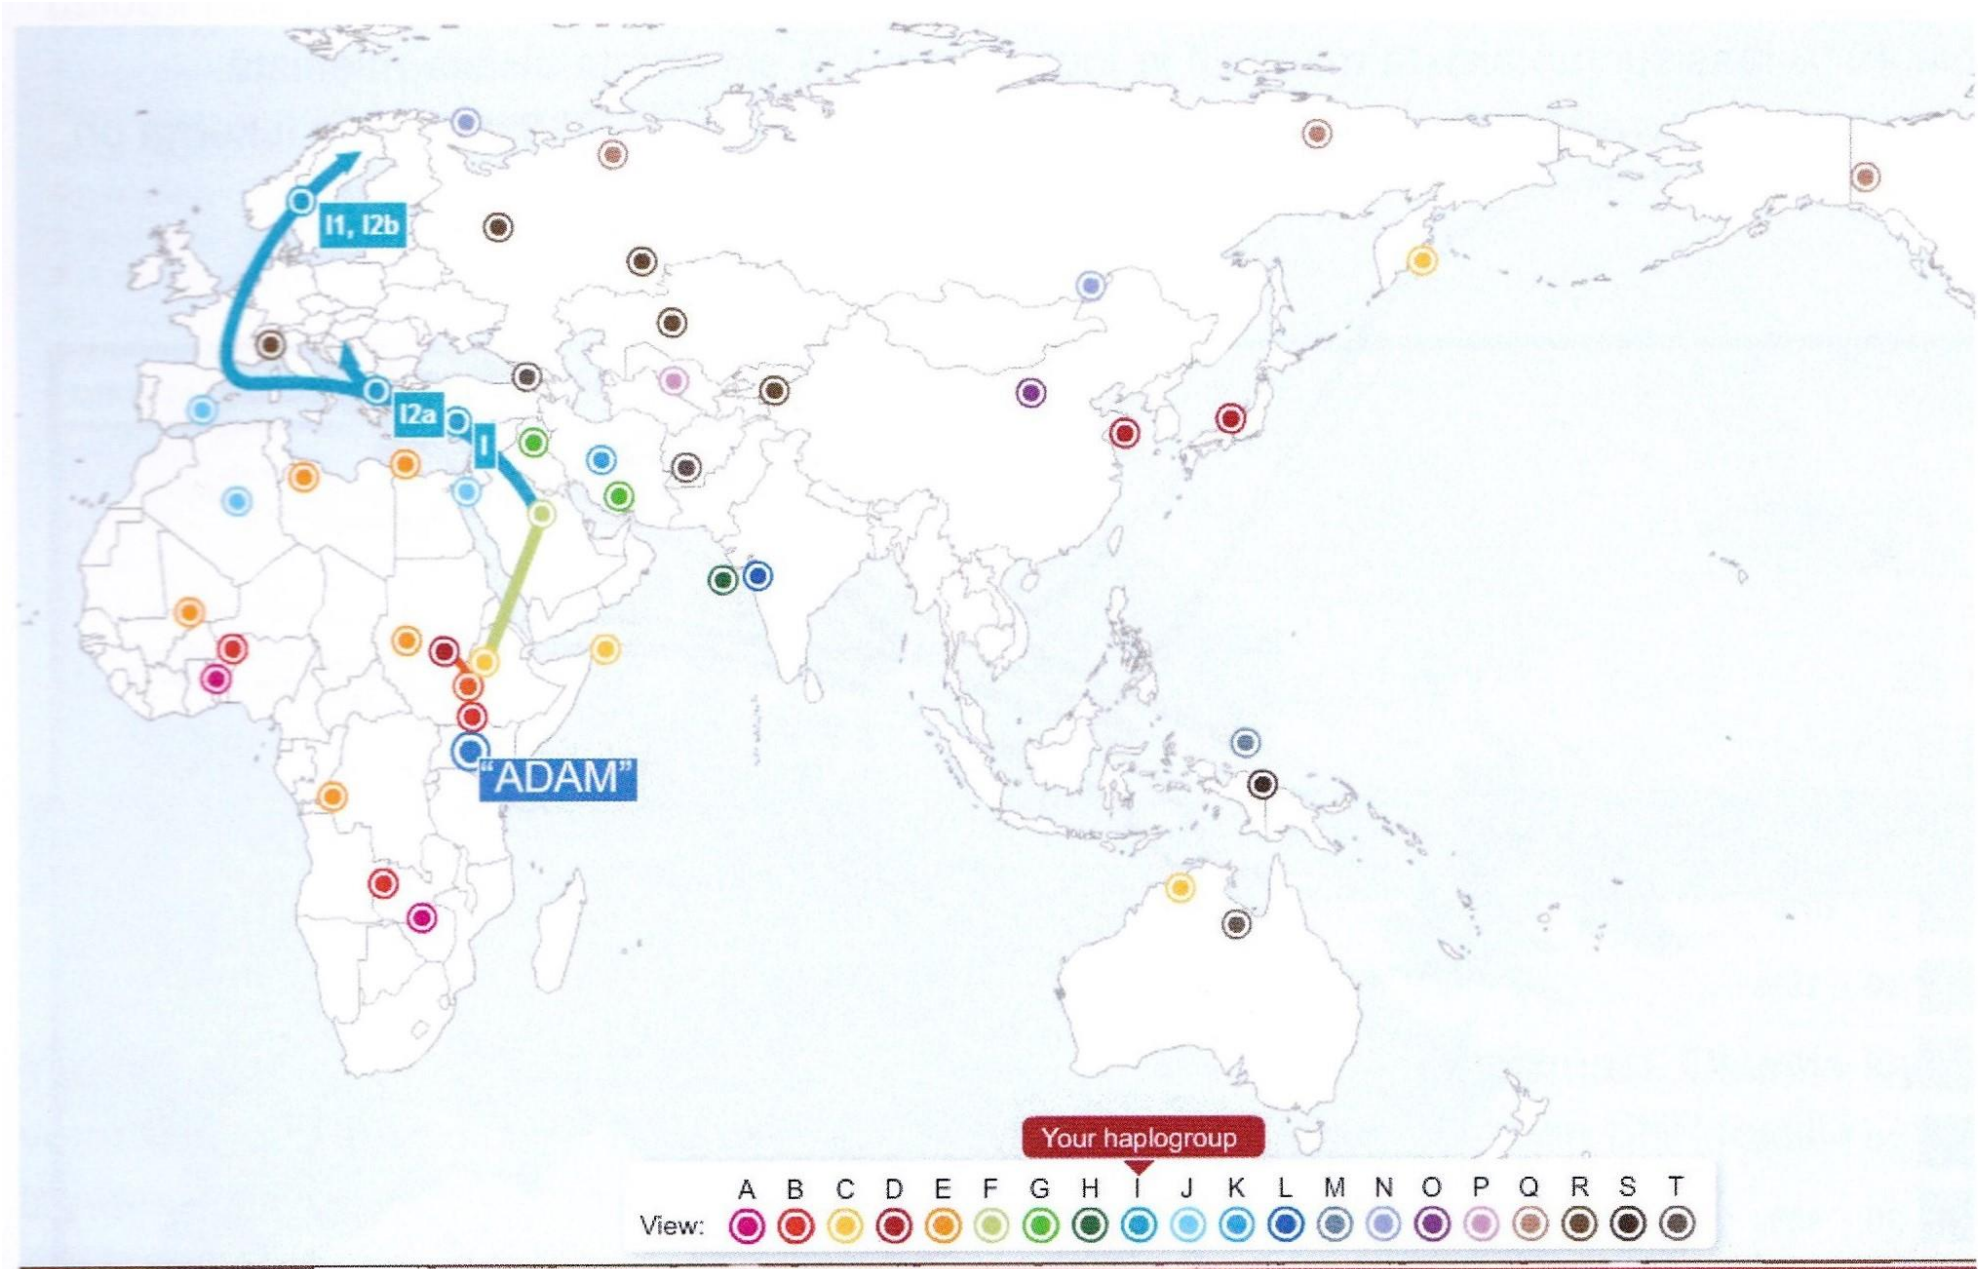 I1, I2b
I2a
I
"ADAM"
Your haplogroup
A B C D E F G H I J K L M N O P Q R S T
View: